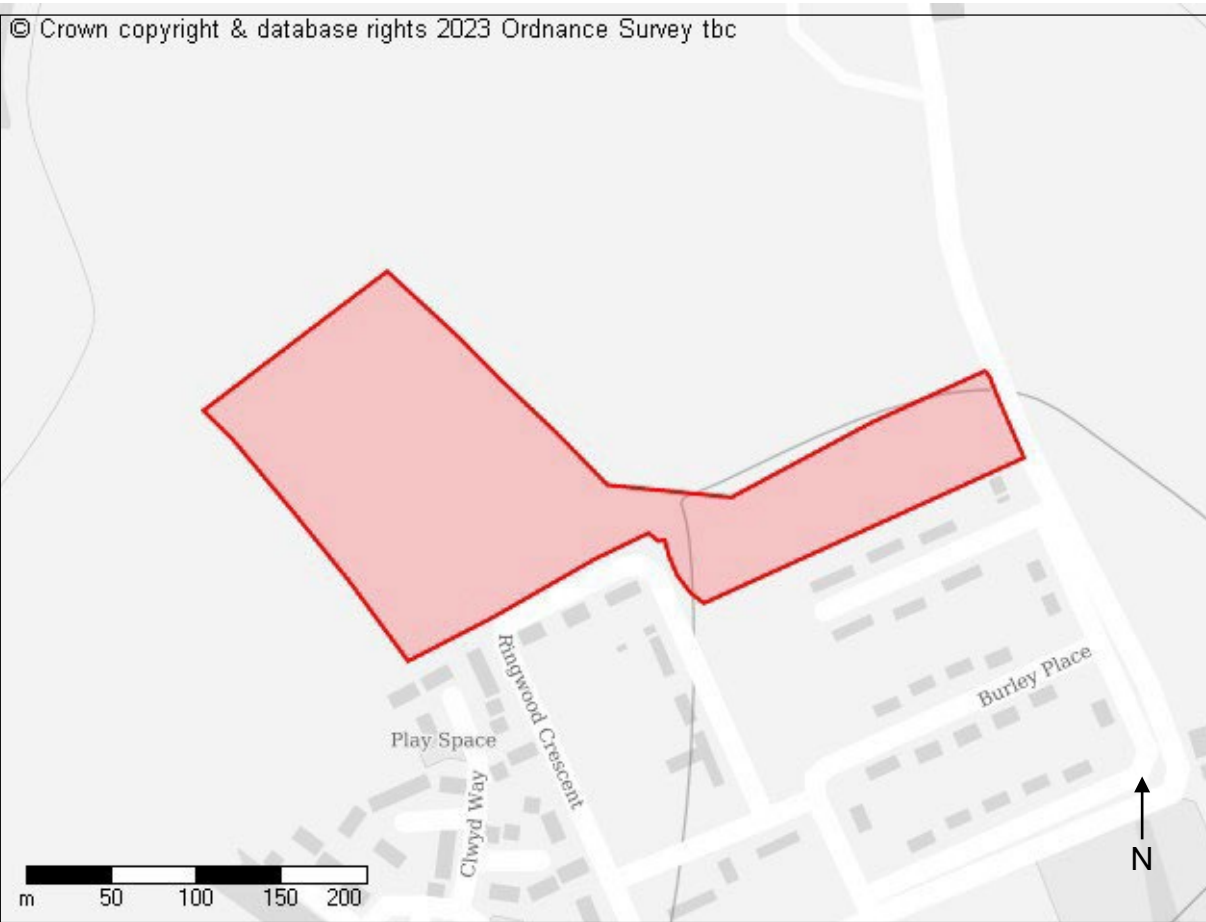 © Crown copyright & database rights 2023 Ordnance Survey tbc
Ringwood Crescent
Burley Place
Play Space
Clwyd Way
m 50 100 150 200
N